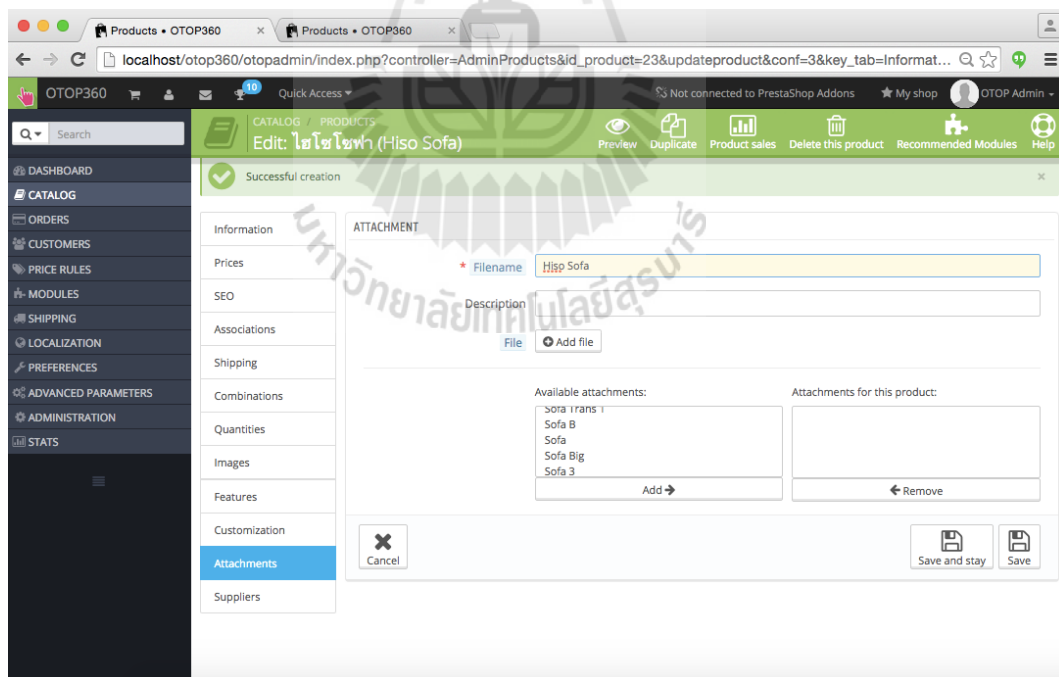 Products • OTOP360
Products • OTOP360
localhost/otop360/otopadmin/index.php?controller=AdminProducts&id_product=23&updateproduct&conf=3&key_tab=Informat...
OTOP360
10
Quick Access
Not connected to PrestaShop Addons
My shop
OTOP Admin
Search
CATALOG / PRODUCTS
Edit: ไฮโซโซฟา (Hiso Sofa)
Preview
Duplicate
Product sales
Delete this product
Recommended Modules
Help
Successful creation
DASHBOARD
CATALOG
ORDERS
CUSTOMERS
PRICE RULES
MODULES
SHIPPING
LOCALIZATION
PREFERENCES
ADVANCED PARAMETERS
ADMINISTRATION
STATS
Information
Prices
SEO
Associations
Shipping
Combinations
Quantities
Images
Features
Customization
Attachments
Suppliers
ATTACHMENT
* Filename
Hiso Sofa
Description
File
Add file
Available attachments:
Sofa Trans 1
Sofa B
Sofa
Sofa Big
Sofa 3
Add
Attachments for this product:
Remove
Cancel
Save and stay
Save
มหาวิทยาลัยเทคโนโลยีสุรนารี